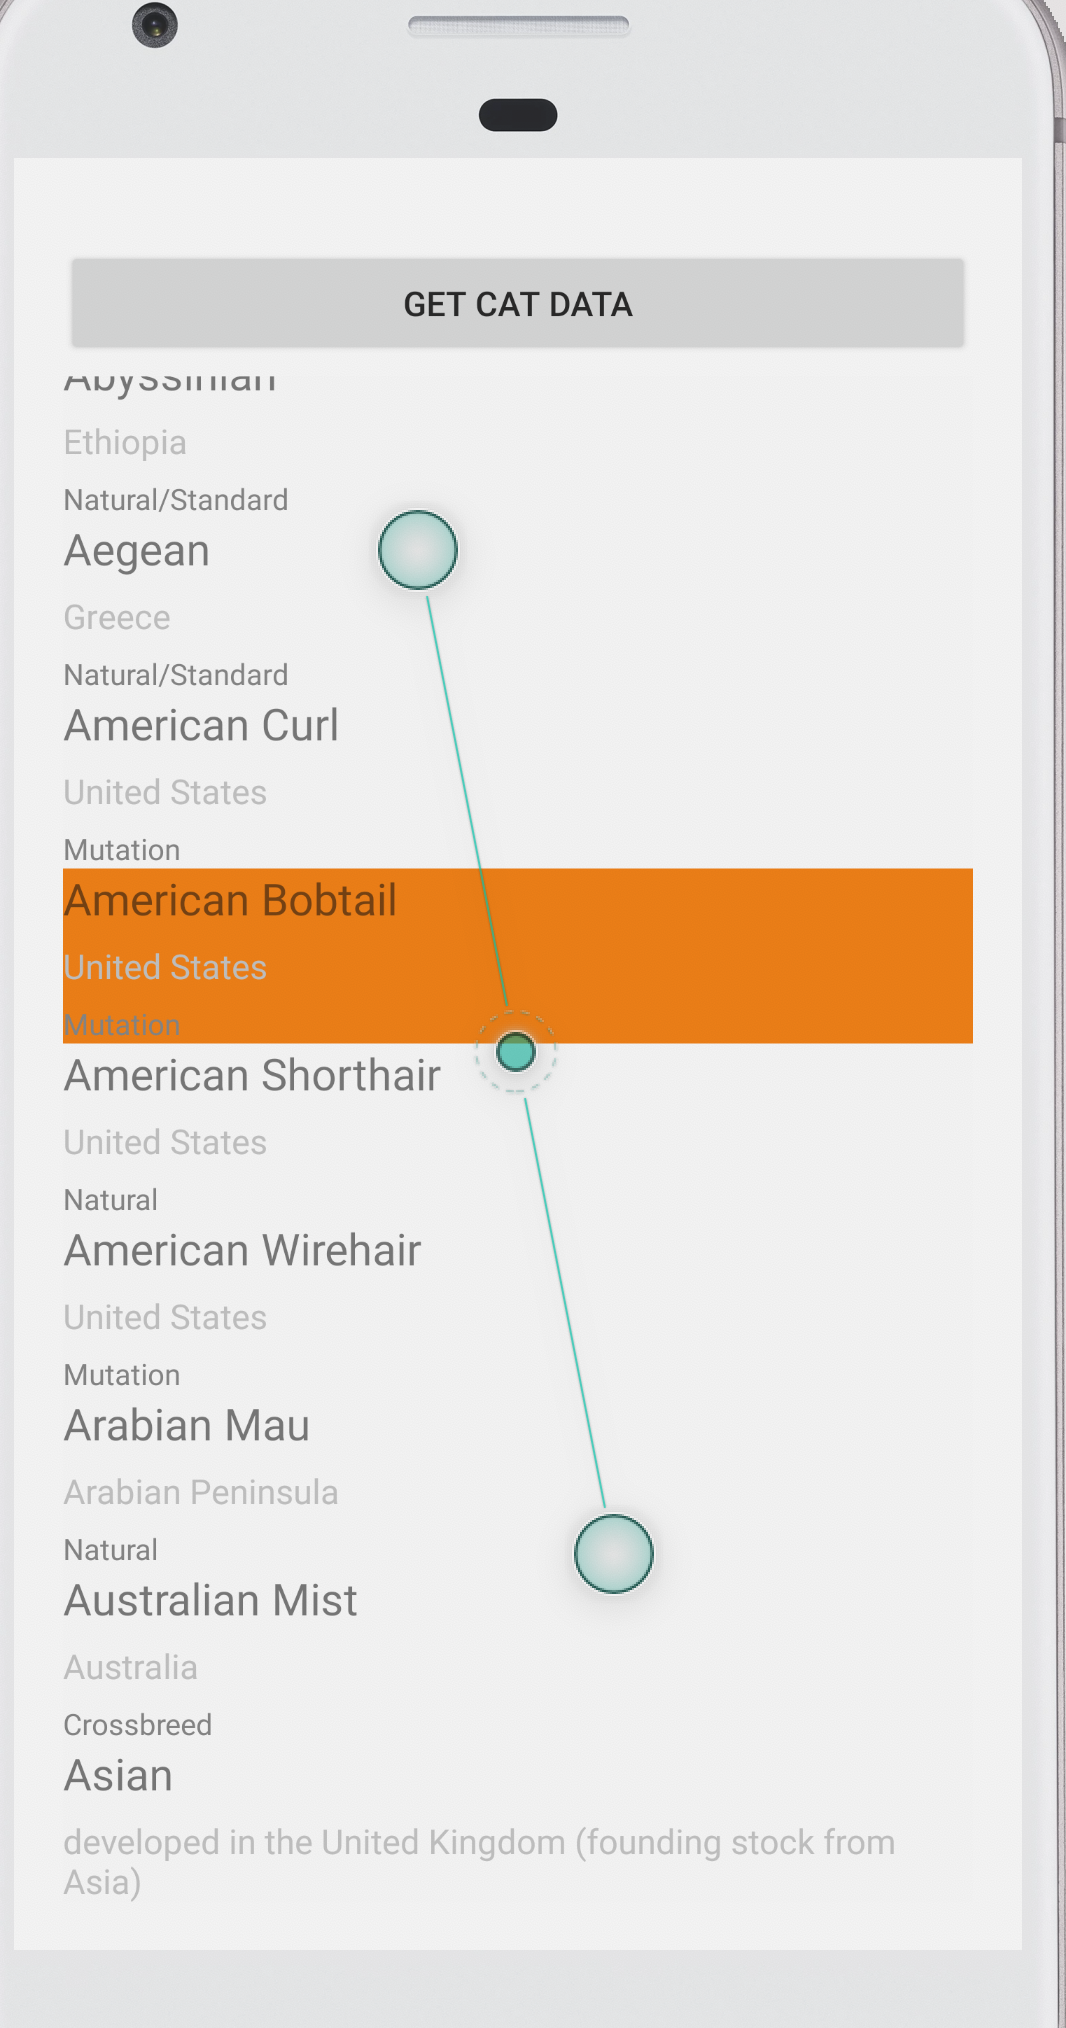 GET CAT DATA
Abyssinian
Ethiopia
Natural/Standard
Aegean
Greece
Natural/Standard
American Curl
United States
Mutation
American Bobtail
United States
Mutation
American Shorthair
United States
Natural
American Wirehair
United States
Mutation
Arabian Mau
Arabian Peninsula
Natural
Australian Mist
Australia
Crossbreed
Asian
developed in the United Kingdom (founding stock from
Asia)